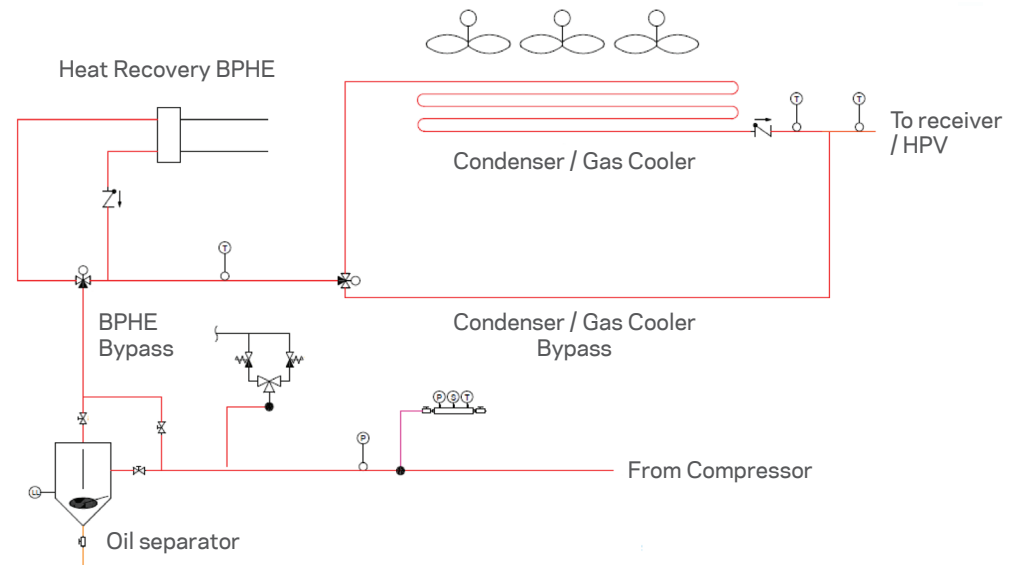 Heat Recovery BPHE
T
T
To receiver
/ HPV
Condenser / Gas Cooler
T
BPHE
Bypass
Condenser / Gas Cooler
Bypass
P S T
P
From Compressor
LL
Oil separator